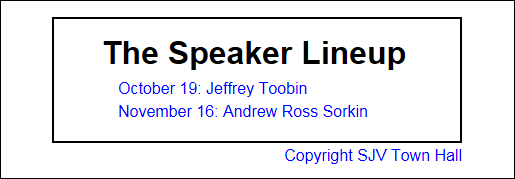 The Speaker Lineup
October 19: Jeffrey Toobin
November 16: Andrew Ross Sorkin
Copyright SJV Town Hall